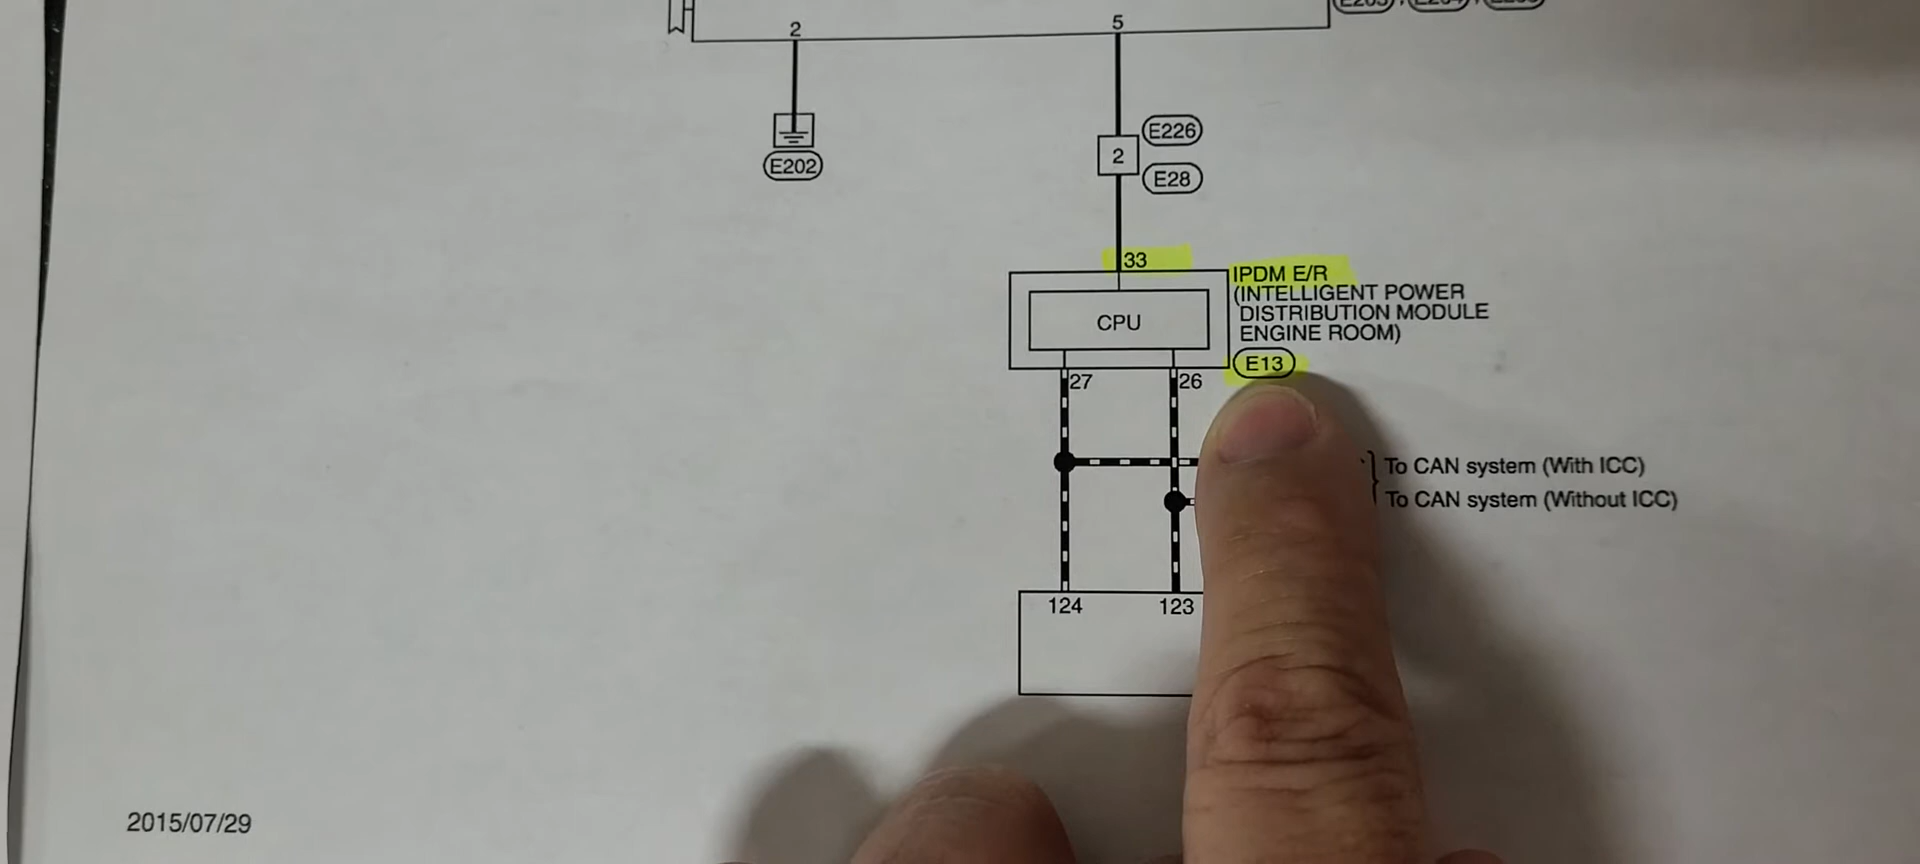 2
5
E226
2
E202
E28
33
IPDM E/R
(INTELLIGENT POWER
DISTRIBUTION MODULE
ENGINE ROOM)
CPU
E13
27
26
To CAN system (With ICC)
To CAN system (Without ICC)
124
123
2015/07/29